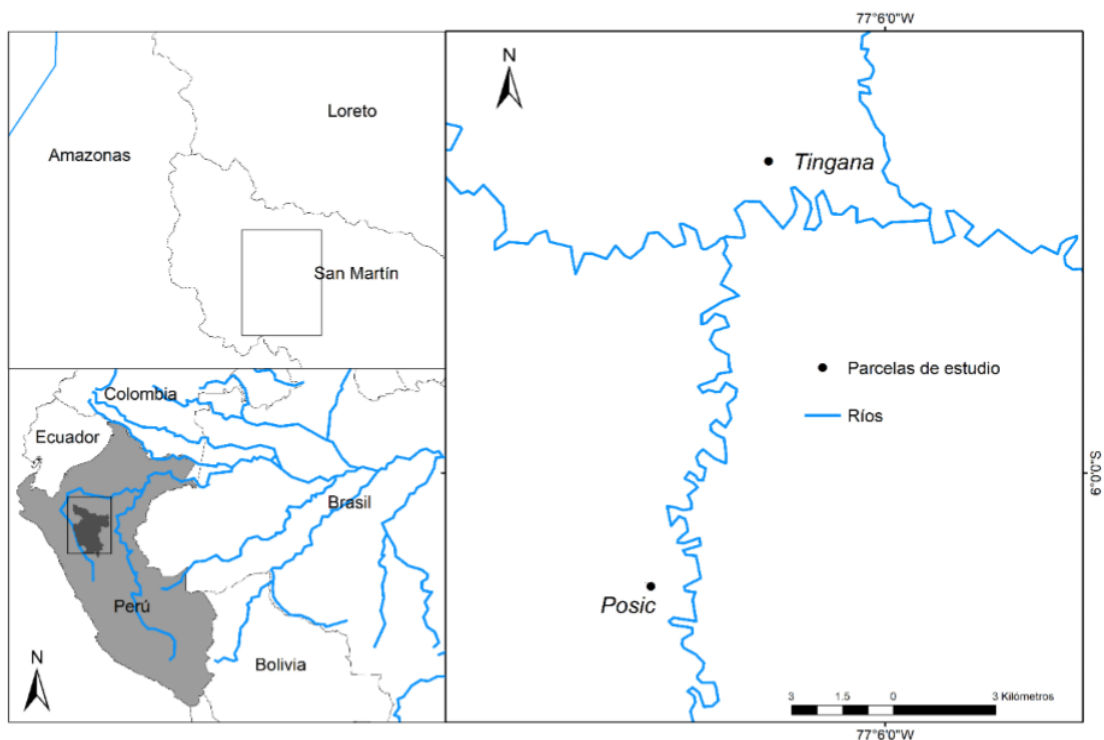 Loreto
Amazonas
San Martín
Colombia
Ecuador
Brasil
Perú
Bolivia
N
77°6'0"W
N
Tingana
Parcelas de estudio
Ríos
6°0'0"S
Posic
3 1.5 0 3 Kilómetros
77°6'0"W